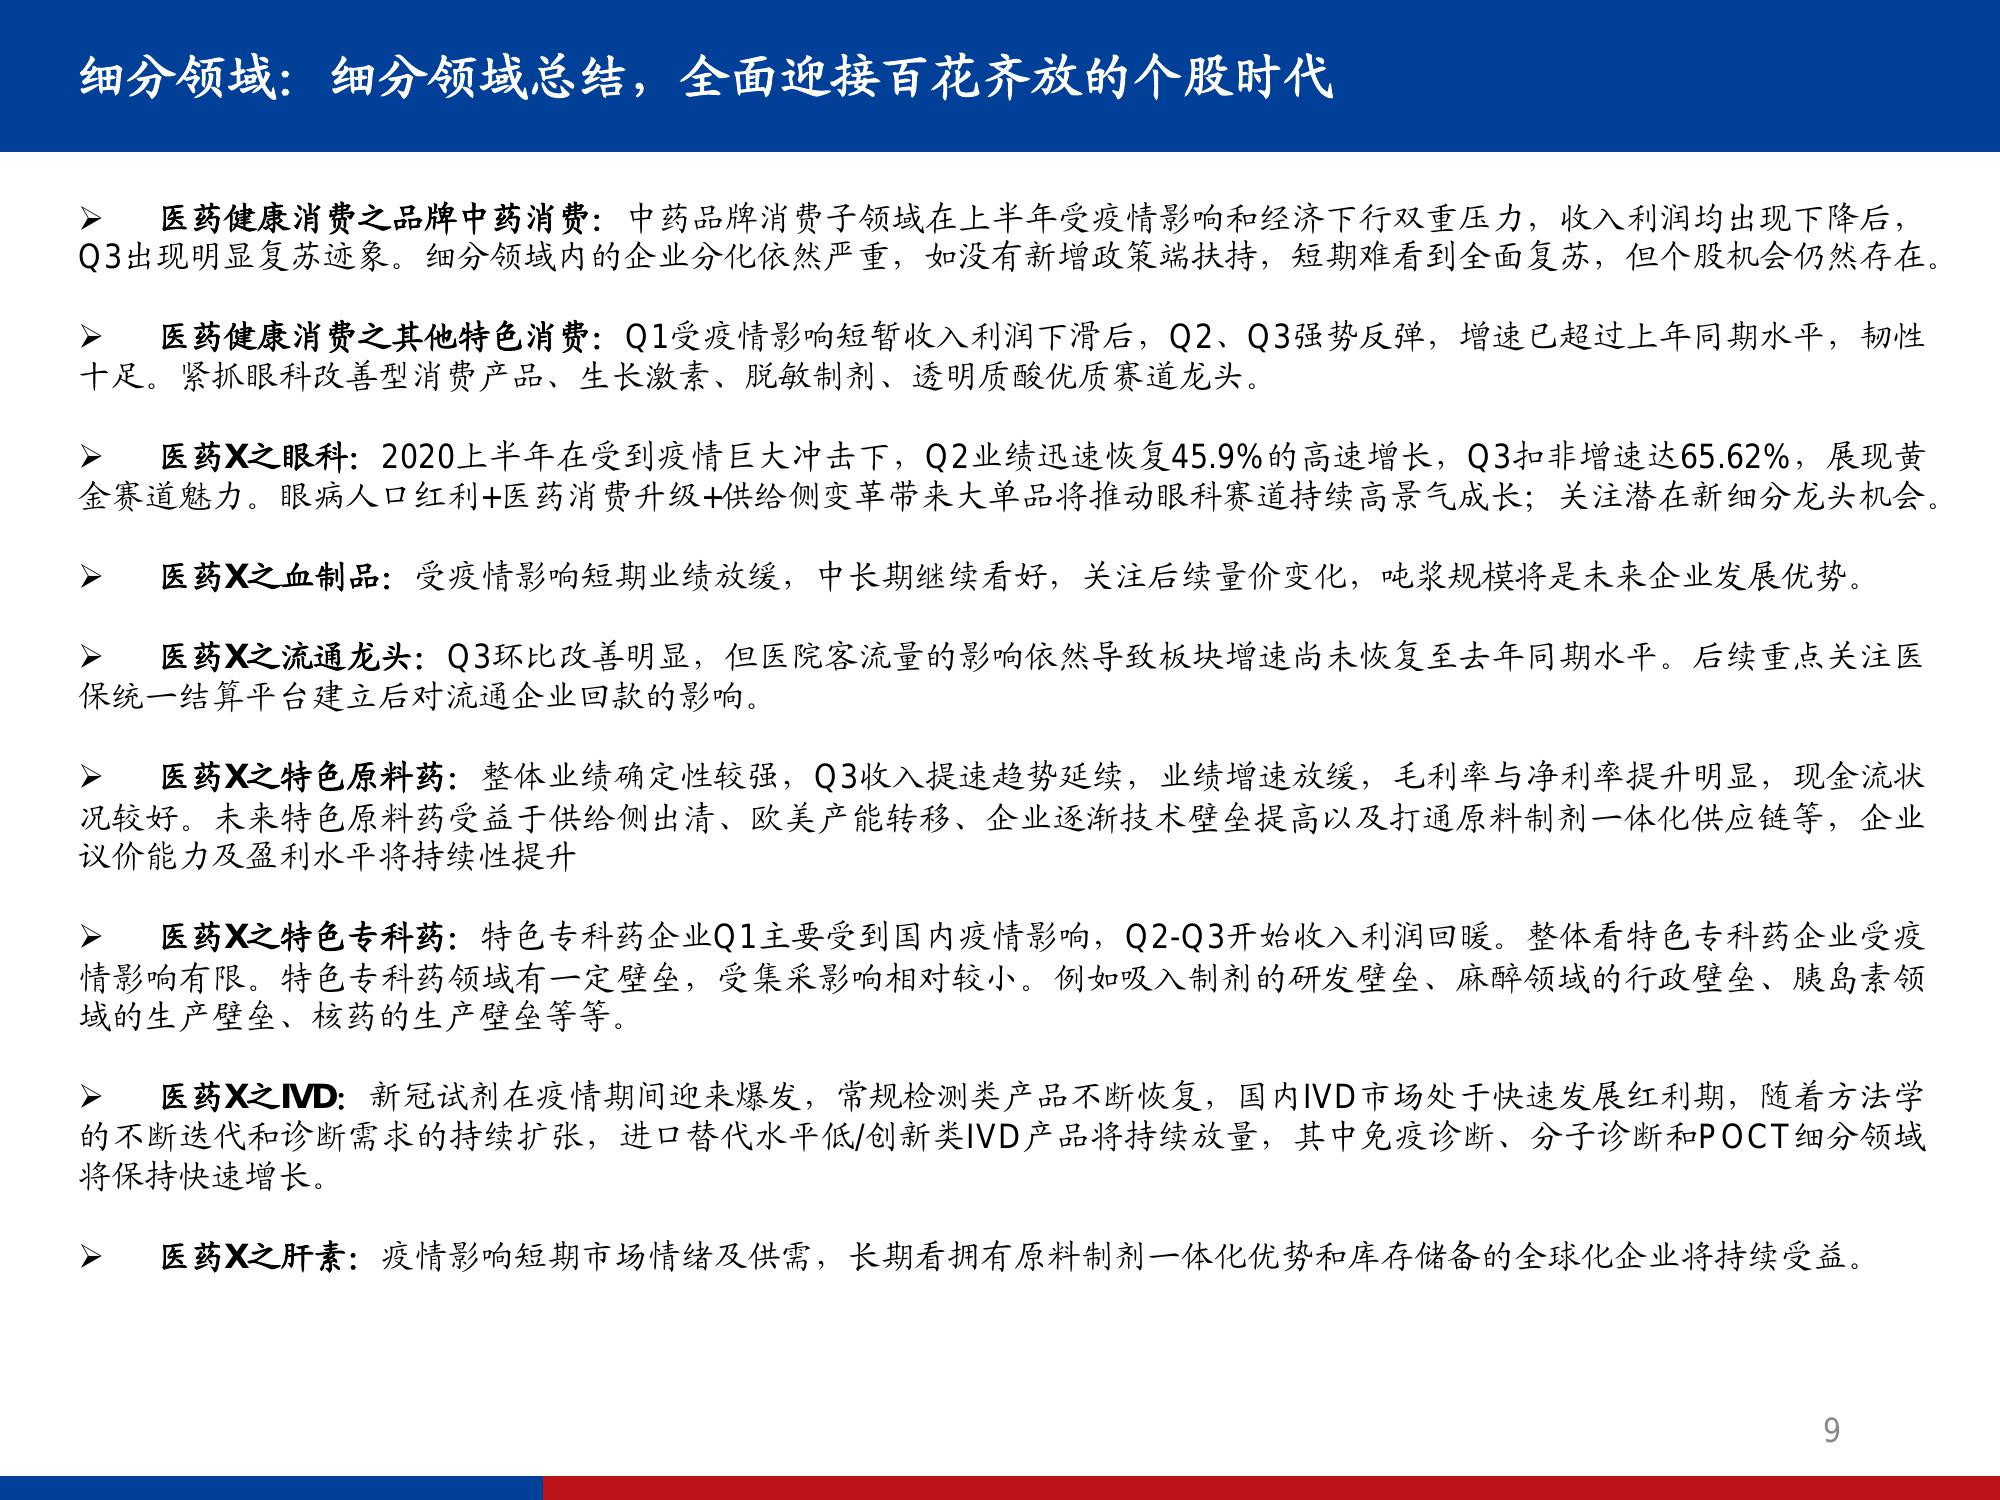 细分领域：细分领域总结，全面迎接百花齐放的个股时代
➢ 医药健康消费之品牌中药消费：中药品牌消费子领域在上半年受疫情影响和经济下行双重压力，收入利润均出现下降后，
Q3出现明显复苏迹象。细分领域内的企业分化依然严重，如没有新增政策端扶持，短期难看到全面复苏，但个股机会仍然存在。
➢ 医药健康消费之其他特色消费：Q1受疫情影响短暂收入利润下滑后，Q2、Q3强势反弹，增速已超过上年同期水平，韧性
十足。紧抓眼科改善型消费产品、生长激素、脱敏制剂、透明质酸优质赛道龙头。
➢ 医药X之眼科：2020上半年在受到疫情巨大冲击下，Q2业绩迅速恢复45.9%的高速增长，Q3扣非增速达65.62%，展现黄
金赛道魅力。眼病人口红利+医药消费升级+供给侧变革带来大单品将推动眼科赛道持续高景气成长；关注潜在新细分龙头机会。
➢ 医药X之血制品：受疫情影响短期业绩放缓，中长期继续看好，关注后续量价变化，吨浆规模将是未来企业发展优势。
➢ 医药X之流通龙头：Q3环比改善明显，但医院客流量的影响依然导致板块增速尚未恢复至去年同期水平。后续重点关注医
保统一结算平台建立后对流通企业回款的影响。
➢ 医药X之特色原料药：整体业绩确定性较强，Q3收入提速趋势延续，业绩增速放缓，毛利率与净利率提升明显，现金流状
况较好。未来特色原料药受益于供给侧出清、欧美产能转移、企业逐渐技术壁垒提高以及打通原料制剂一体化供应链等，企业
议价能力及盈利水平将持续性提升
➢ 医药X之特色专科药：特色专科药企业Q1主要受到国内疫情影响，Q2-Q3开始收入利润回暖。整体看特色专科药企业受疫
情影响有限。特色专科药领域有一定壁垒，受集采影响相对较小。例如吸入制剂的研发壁垒、麻醉领域的行政壁垒、胰岛素领
域的生产壁垒、核药的生产壁垒等等。
➢ 医药X之IVD：新冠试剂在疫情期间迎来爆发，常规检测类产品不断恢复，国内IVD市场处于快速发展红利期，随着方法学
的不断迭代和诊断需求的持续扩张，进口替代水平低/创新类IVD产品将持续放量，其中免疫诊断、分子诊断和POCT细分领域
将保持快速增长。
➢ 医药X之肝素：疫情影响短期市场情绪及供需，长期看拥有原料制剂一体化优势和库存储备的全球化企业将持续受益。
9